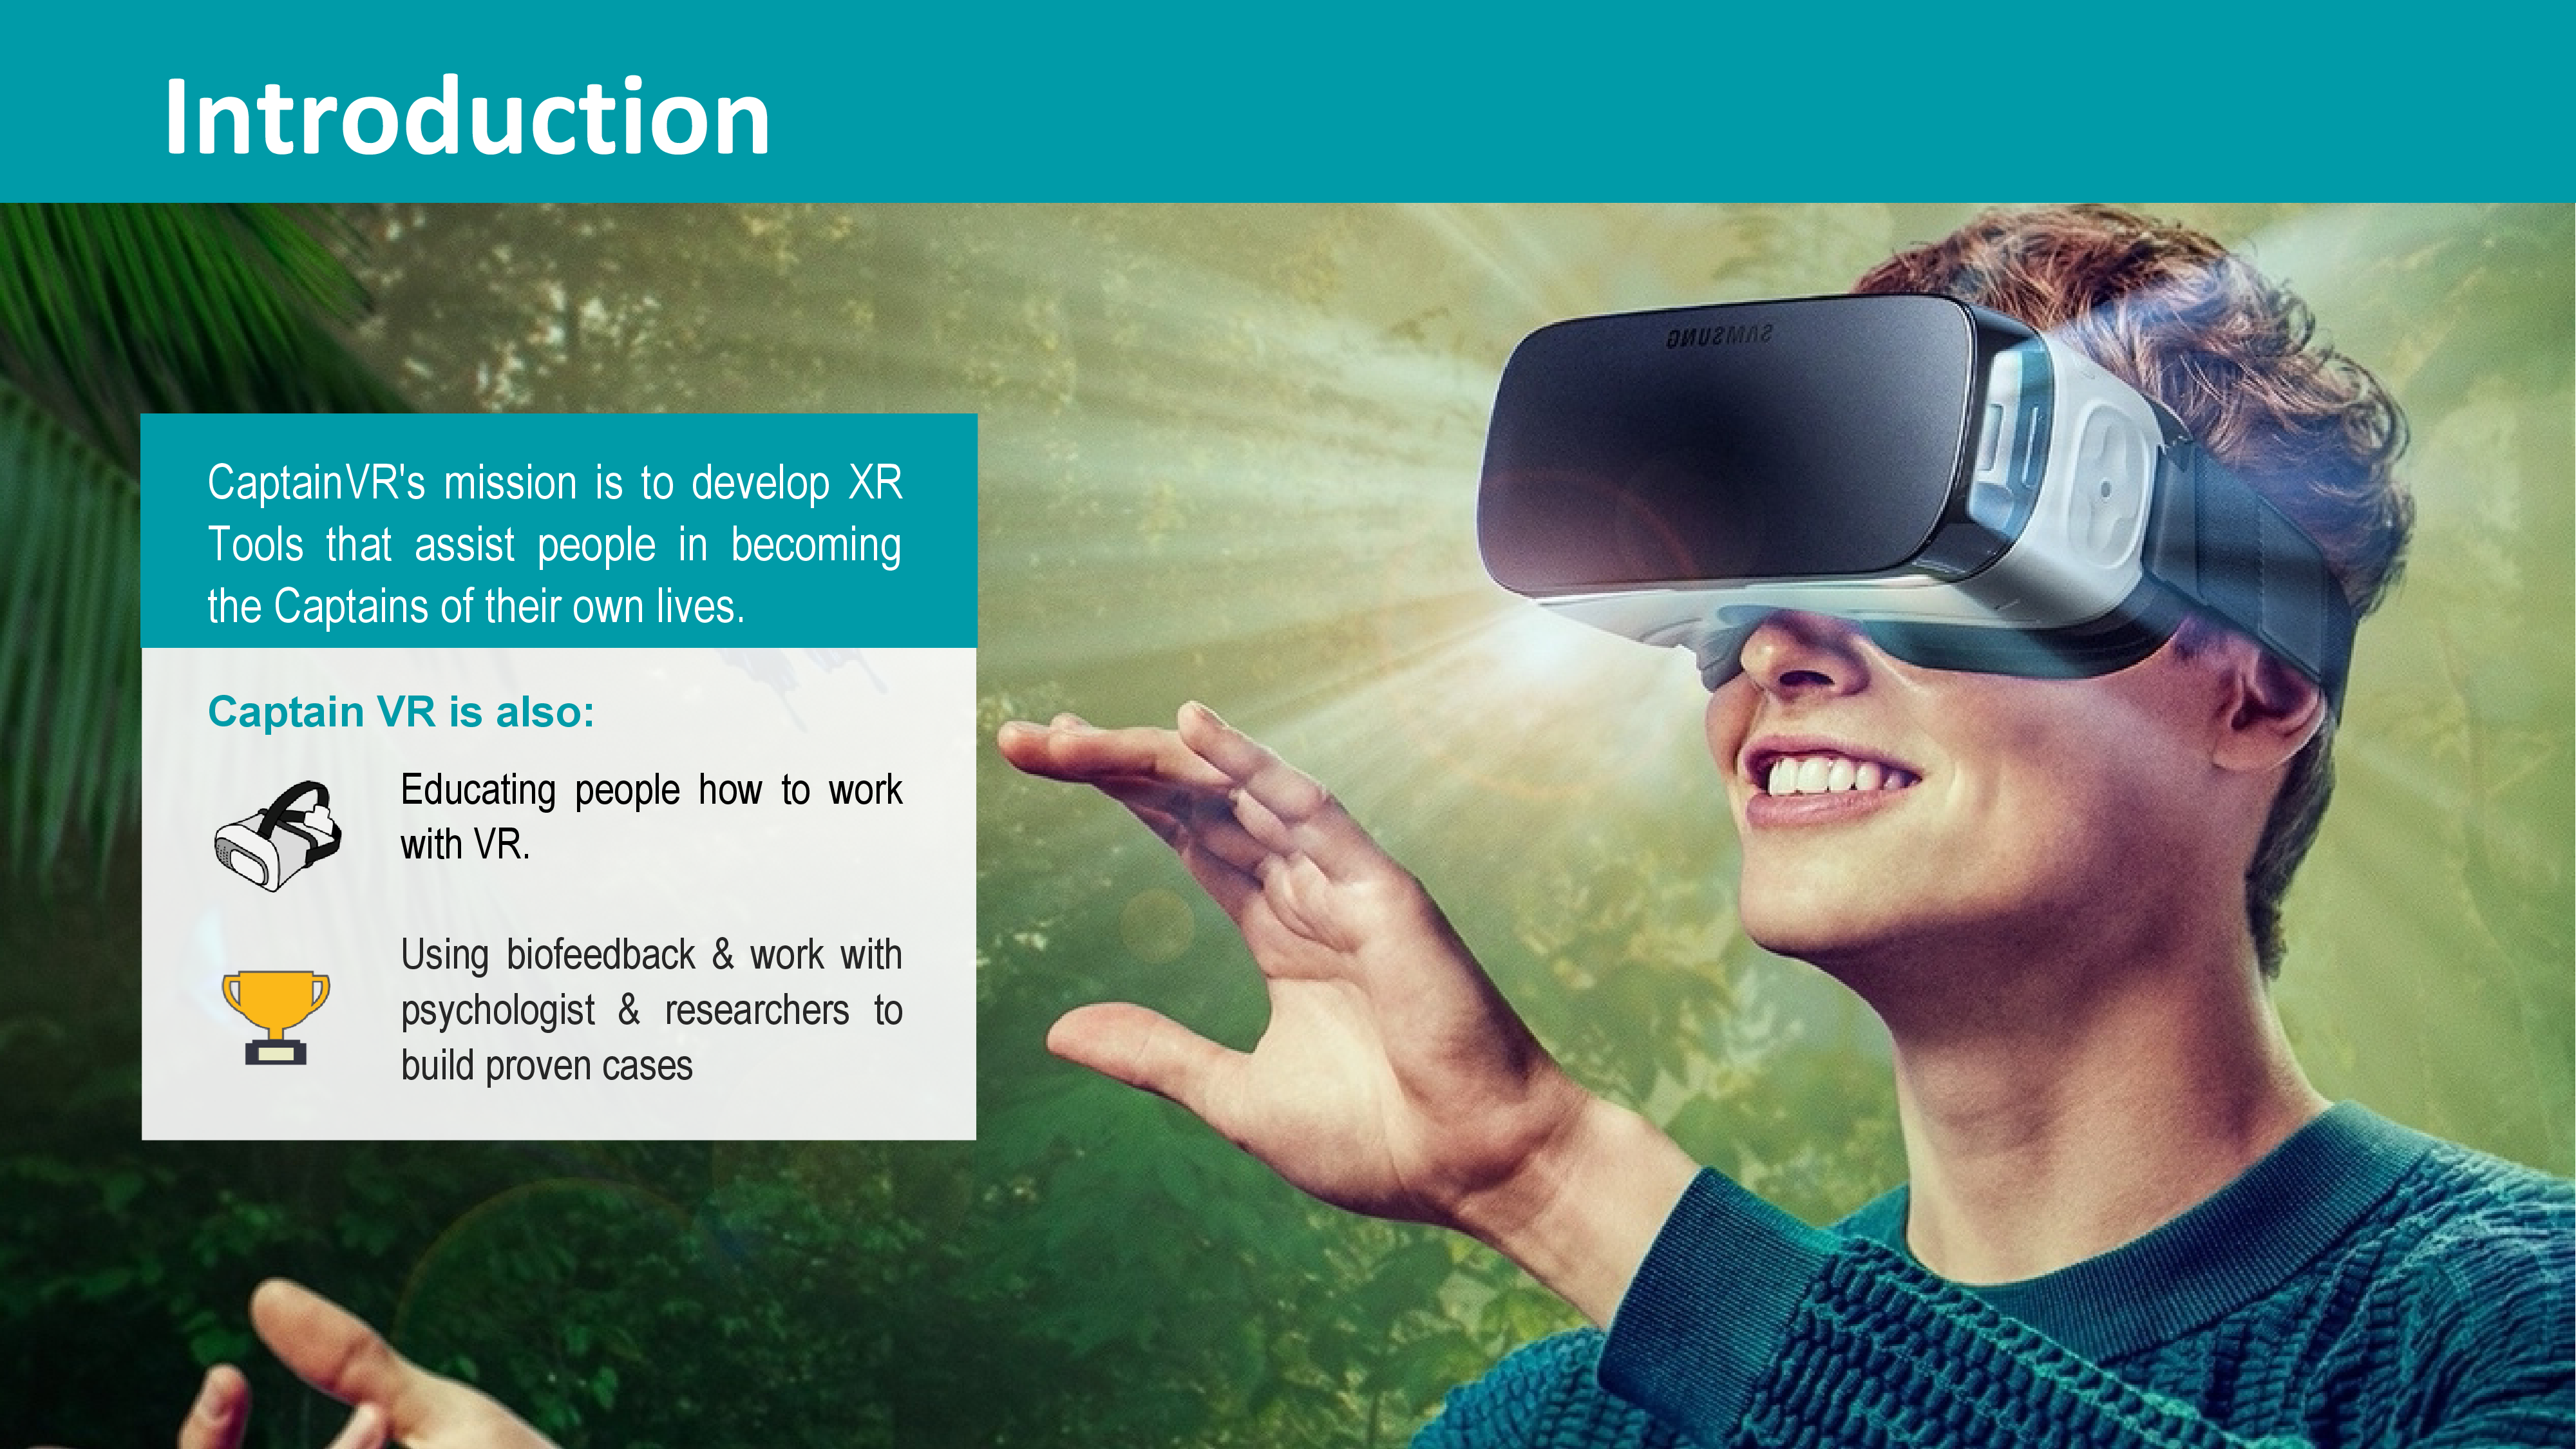 Introduction
SAMSUNG
CaptainVR's mission is to develop XR
Tools that assist people in becoming
the Captains of their own lives.
Captain VR is also:
Educating people how to work
with VR.
Using biofeedback & work with
psychologist & researchers to
build proven cases